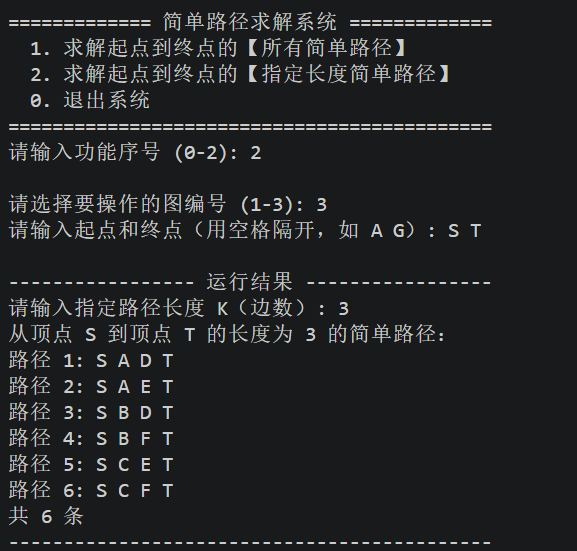 ============= 简单路径求解系统 =============
  1. 求解起点到终点的【所有简单路径】
  2. 求解起点到终点的【指定长度简单路径】
  0. 退出系统
============================================
请输入功能序号 (0-2): 2

请选择要操作的图编号 (1-3): 3
请输入起点和终点（用空格隔开，如 A G）: S T

----------------- 运行结果 -----------------
请输入指定路径长度 K（边数）: 3
从顶点 S 到顶点 T 的长度为 3 的简单路径：
路径 1: S A D T
路径 2: S A E T
路径 3: S B D T
路径 4: S B F T
路径 5: S C E T
路径 6: S C F T
共 6 条
--------------------------------------------